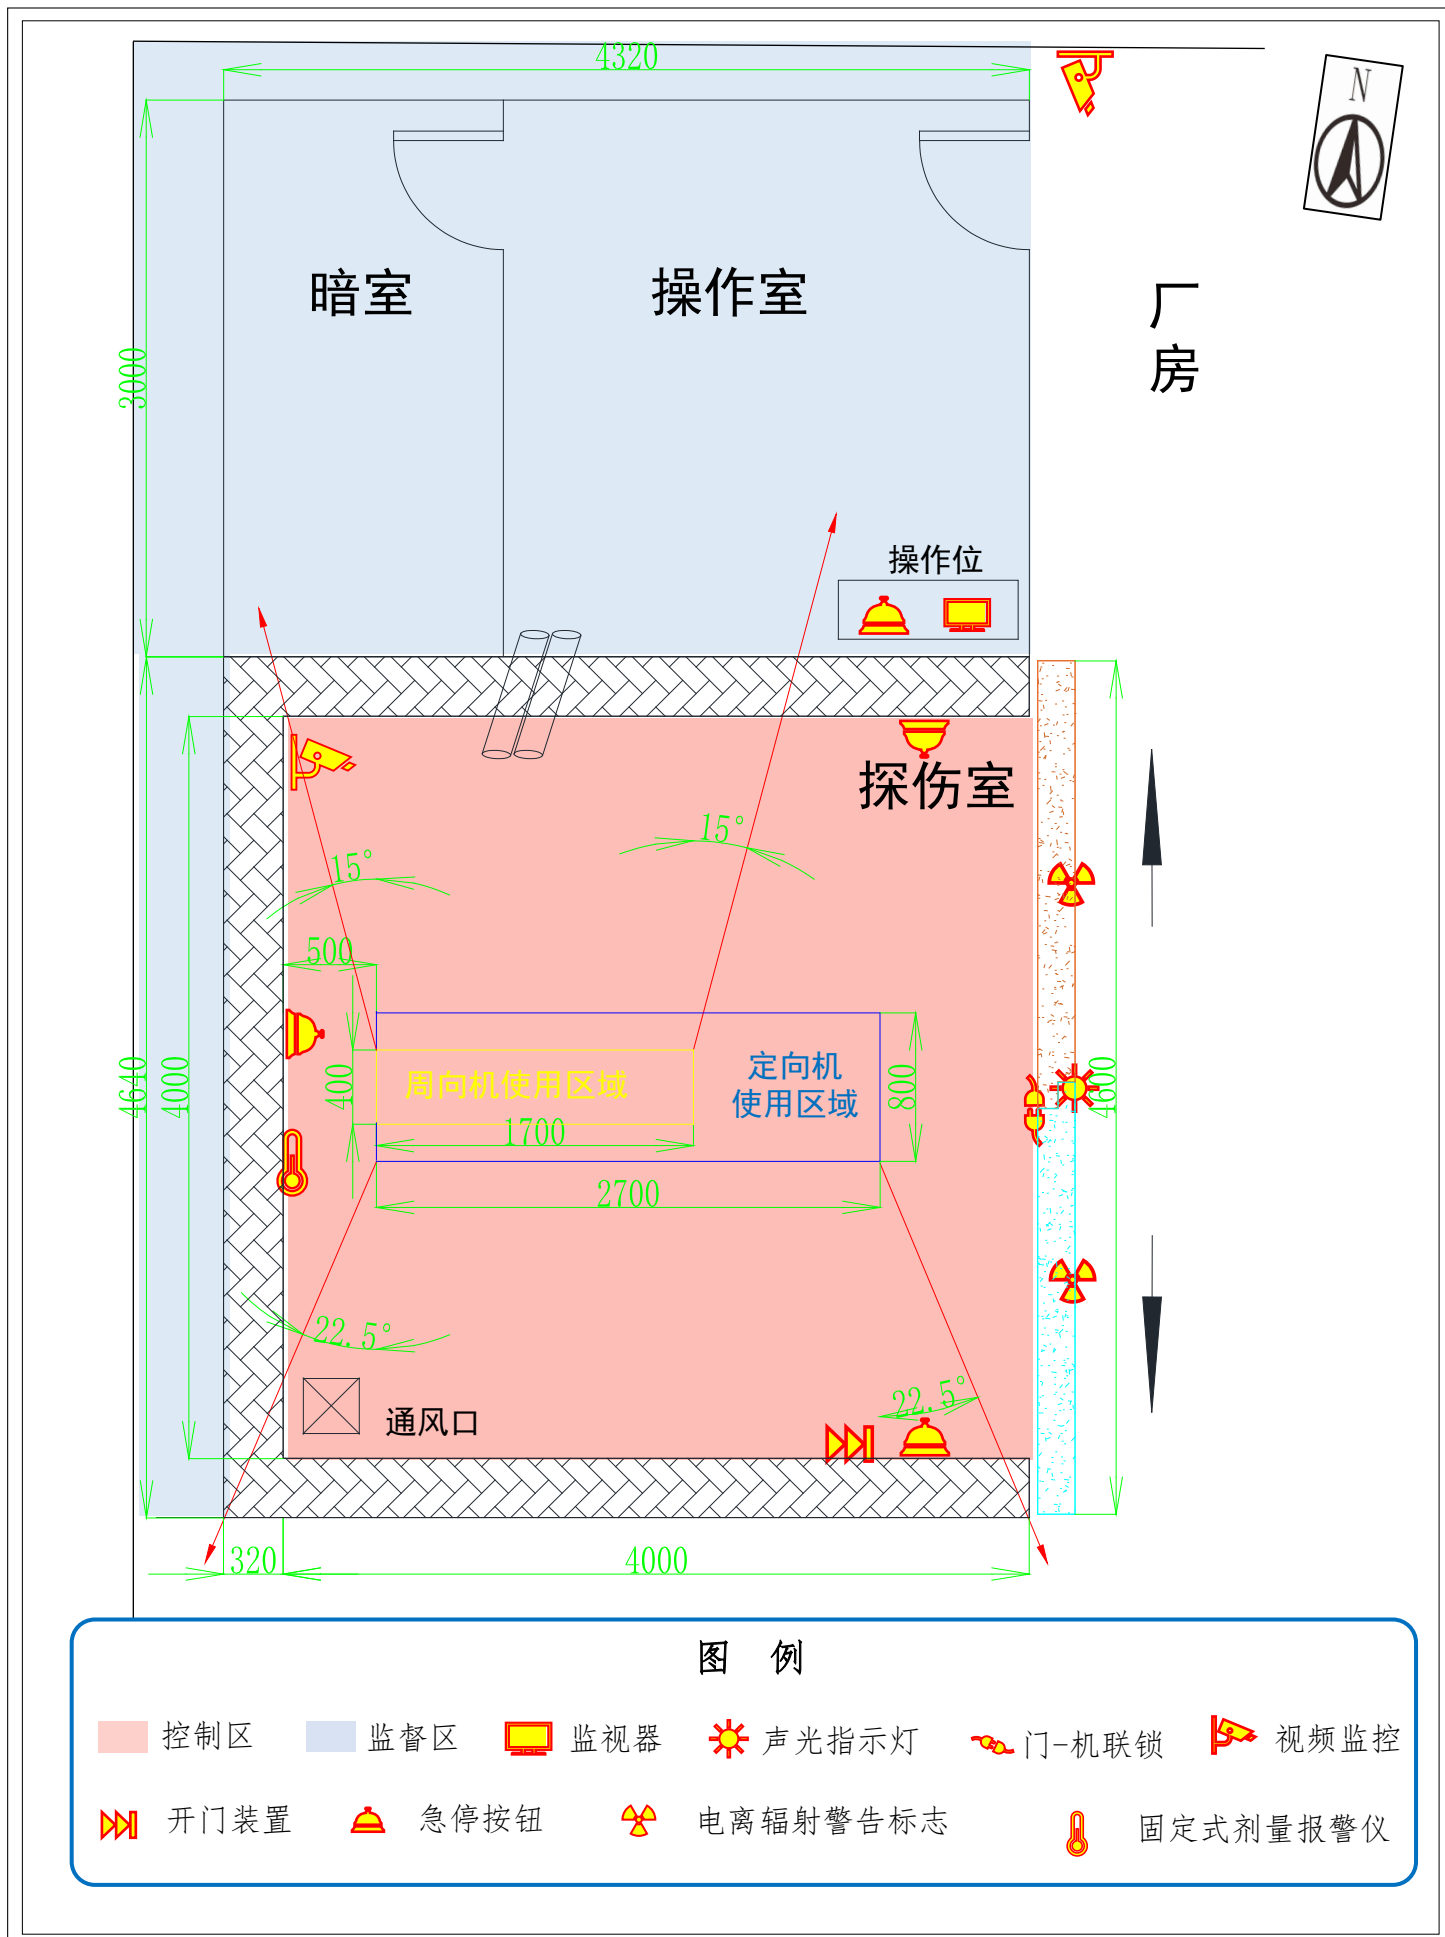 4320
N
暗室
操作室
厂
房
3000
操作位
探伤室
15°
15°
500
4640
4000
400
周向机使用区域
定向机
使用区域
800
4600
1700
2700
22.5°
22.5°
通风口
320
4000
图 例
控制区
监督区
监视器
声光指示灯
门-机联锁
视频监控
开门装置
急停按钮
电离辐射警告标志
固定式剂量报警仪